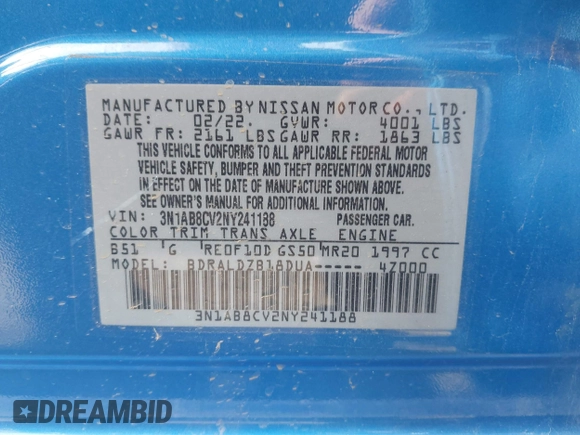 MANUFACTURED BY NISSAN MOTOR CO., LTD.
DATE: 02/22. GVWR: 4001 LBS
GAWR FR: 2161 LBS GAWR RR: 1863 LBS
THIS VEHICLE CONFORMS TO ALL APPLICABLE FEDERAL MOTOR
VEHICLE SAFETY, BUMPER AND THEFT PREVENTION STANDARDS
IN EFFECT ON THE DATE OF MANUFACTURE SHOWN ABOVE.
SEE OWNER'S MANUAL FOR ADDITIONAL INFORMATION.
VIN: 3N1AB8CV2NY241188 PASSENGER CAR.
COLOR TRIM TRANS AXLE ENGINE
B51 G RE0F10D GS50 MR20 1997 CC
MODEL: BDRALDZB18DUA----- 47000
3N1AB8CV2NY241188
DREAMBID